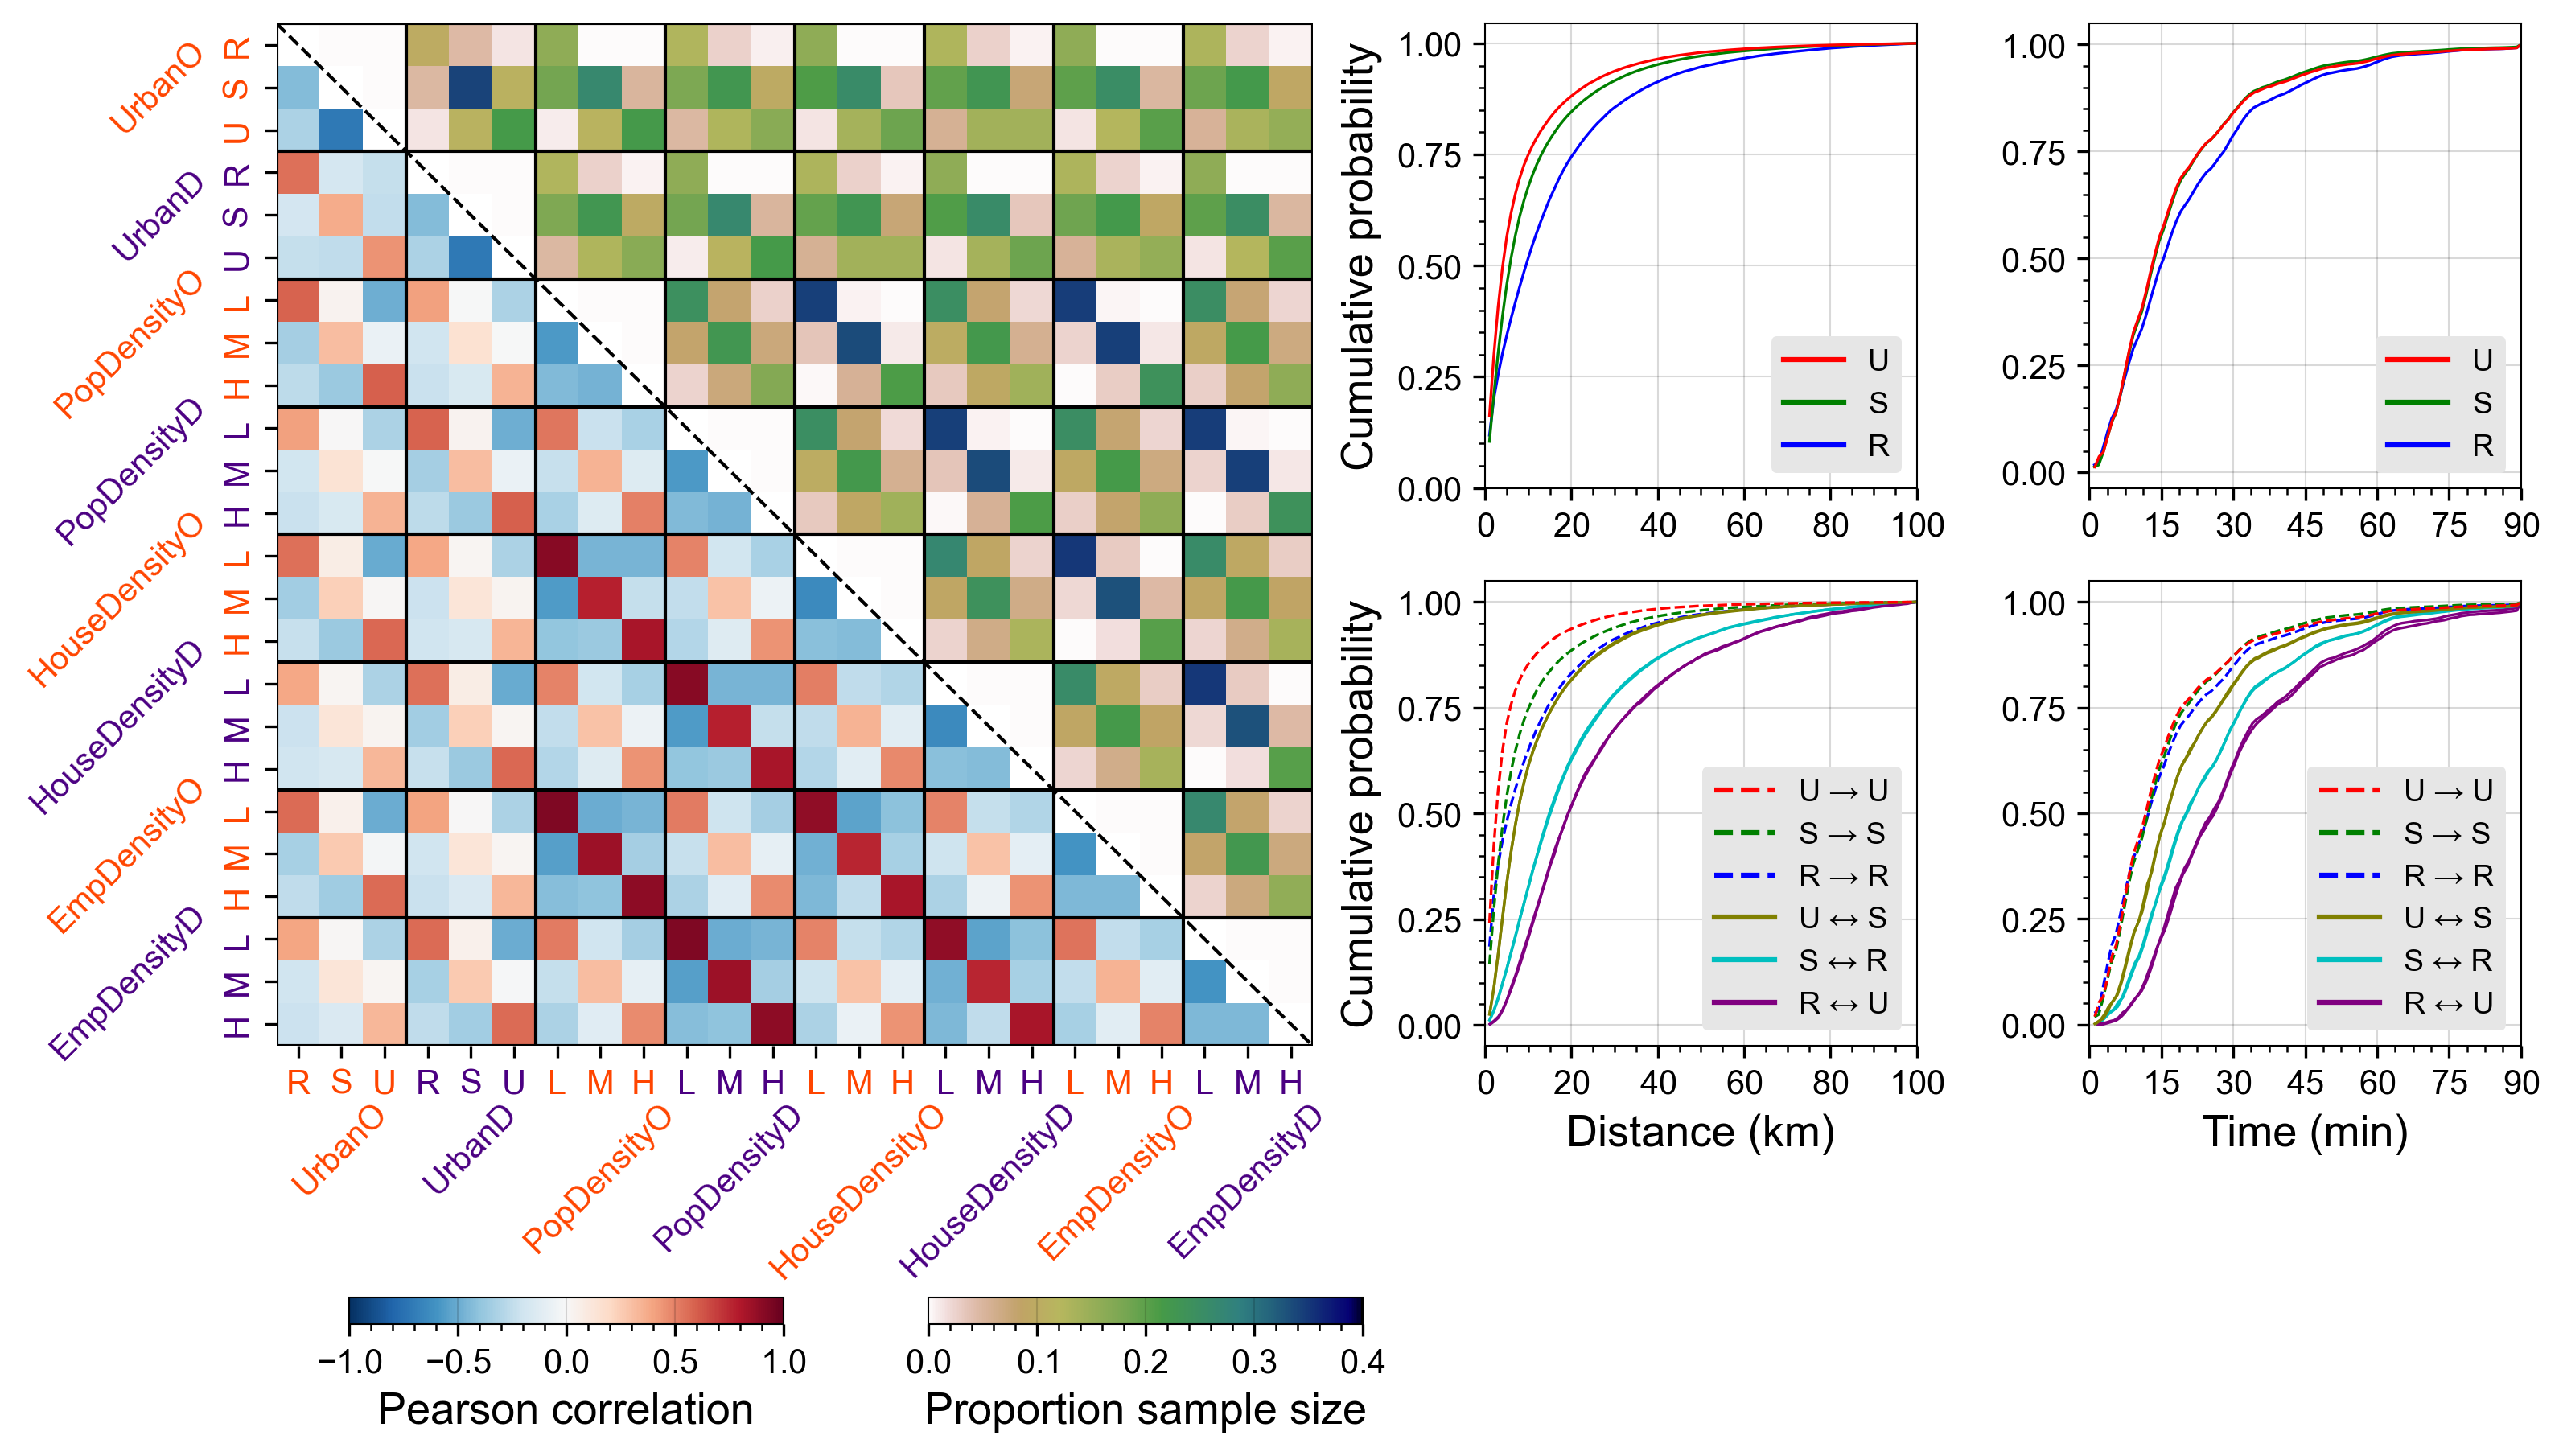 UrbanO
R
S
U
UrbanD
R
S
U
PopDensityO
L
M
H
PopDensityD
L
M
H
HouseDensityO
L
M
H
HouseDensityD
L
M
H
EmpDensityO
L
M
H
EmpDensityD
L
M
H
R S U R S U L M H L M H L M H L M H L M H L M H
UrbanO UrbanD PopDensityO PopDensityD HouseDensityO HouseDensityD EmpDensityO EmpDensityD
−1.0 −0.5 0.0 0.5 1.0
Pearson correlation
0.0 0.1 0.2 0.3 0.4
Proportion sample size
Cumulative probability
1.00
0.75
0.50
0.25
0.00
0 20 40 60 80 100
U
S
R
1.00
0.75
0.50
0.25
0.00
0 15 30 45 60 75 90
U
S
R
Cumulative probability
1.00
0.75
0.50
0.25
0.00
0 20 40 60 80 100
Distance (km)
U → U
S → S
R → R
U ↔ S
S ↔ R
R ↔ U
1.00
0.75
0.50
0.25
0.00
0 15 30 45 60 75 90
Time (min)
U → U
S → S
R → R
U ↔ S
S ↔ R
R ↔ U